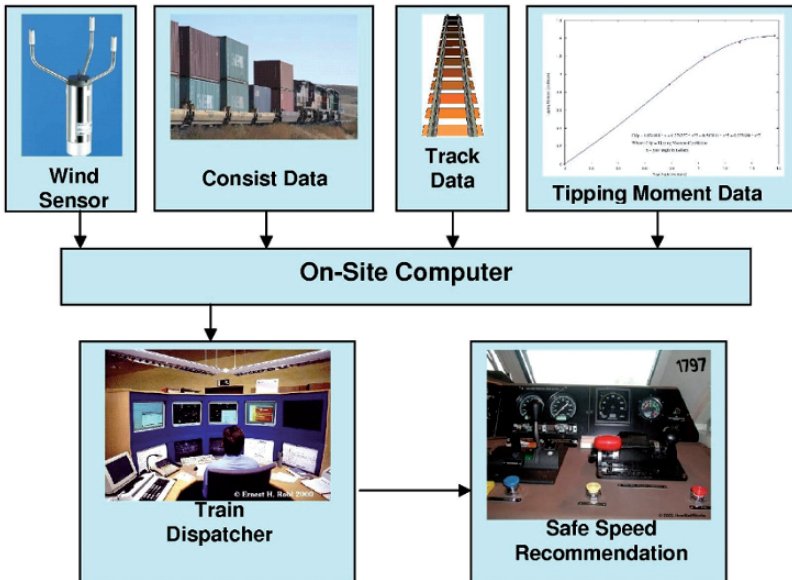 Wind
Sensor
Consist Data
Track
Data
Tipping Moment Data
On-Site Computer
1797
© Ernest H. Robl 2000
Train
Dispatcher
Safe Speed
Recommendation